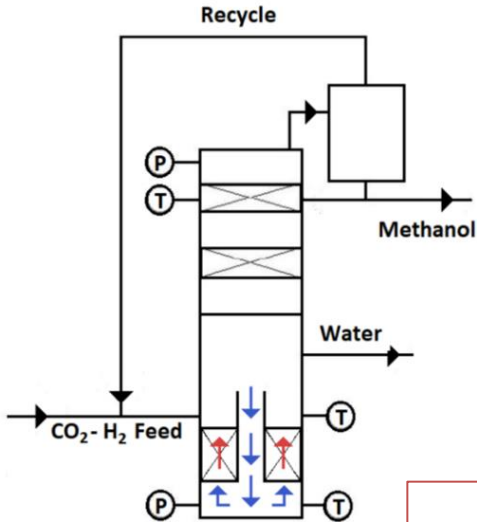 Recycle
P
T
Methanol
Water
CO₂- H₂ Feed
T
P
T